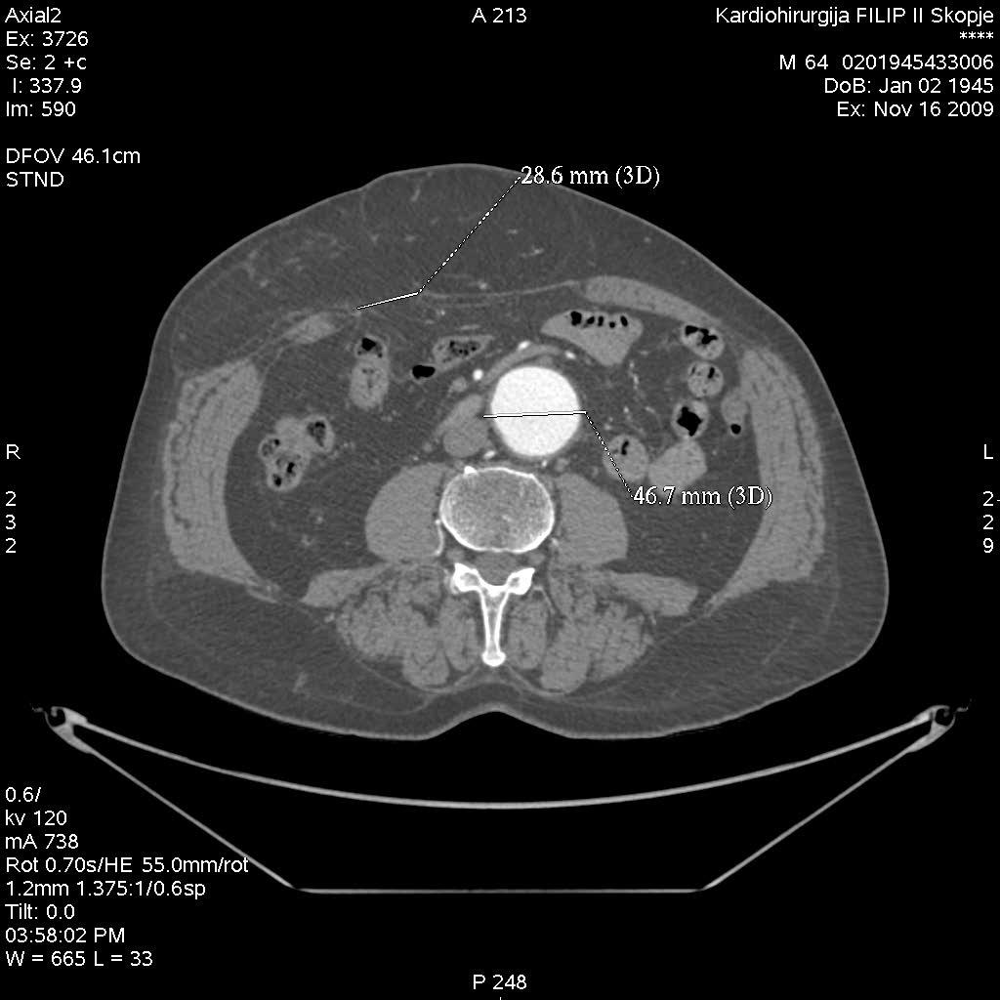 Axial2
Ex: 3726
Se: 2 +c
I: 337.9
Im: 590
DFOV 46.1cm
STND
A 213
Kardiohirurgija FILIP II Skopje
****
M 64 0201945433006
DoB: Jan 02 1945
Ex: Nov 16 2009
28.6 mm (3D)
46.7 mm (3D)
R
2
3
2
L
2
2
9
0.6/
kv 120
mA 738
Rot 0.70s/HE 55.0mm/rot
1.2mm 1.375:1/0.6sp
Tilt: 0.0
03:58:02 PM
W = 665 L = 33
P 248